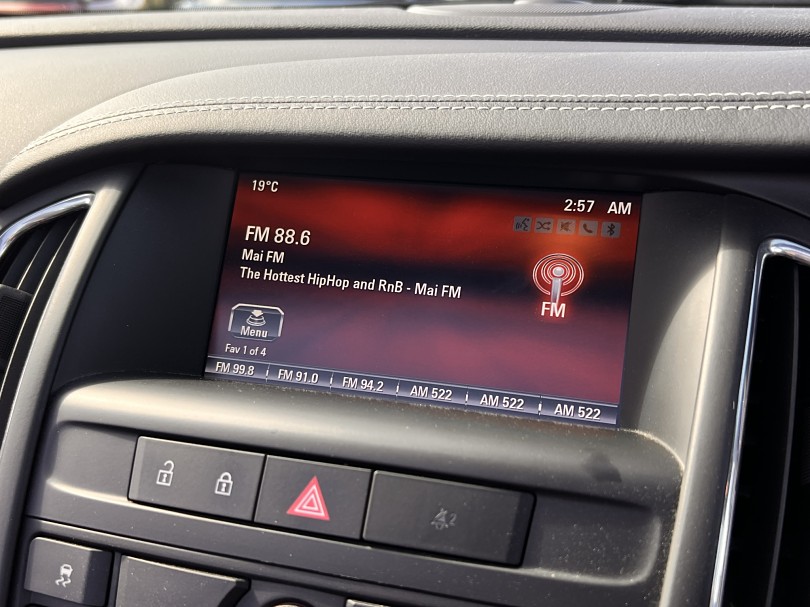 19°C
2:57 AM
FM 88.6
Mai FM
The Hottest HipHop and RnB - Mai FM
FM
Menu
Fav 1 of 4
FM 99.8 FM 91.0 FM 94.2 AM 522 AM 522 AM 522
2